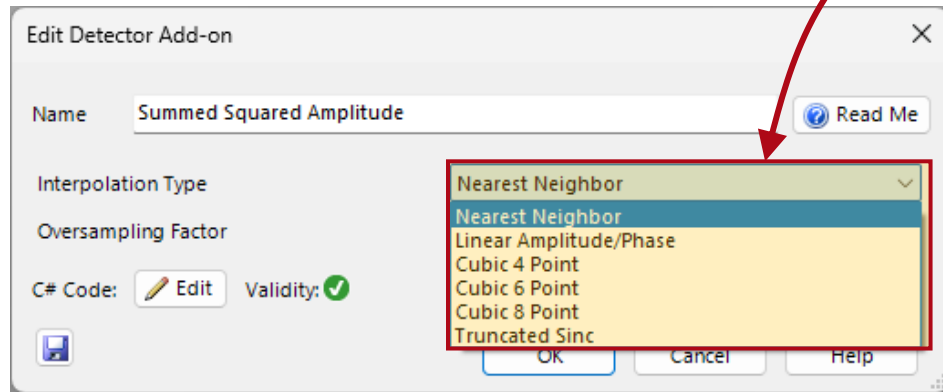 Edit Detector Add-on
Name Summed Squared Amplitude Read Me
Interpolation Type Nearest Neighbor
Nearest Neighbor
Oversampling Factor
Linear Amplitude/Phase
Cubic 4 Point
C# Code: Edit Validity:
Cubic 6 Point
Cubic 8 Point
Truncated Sinc
OK Cancel Help